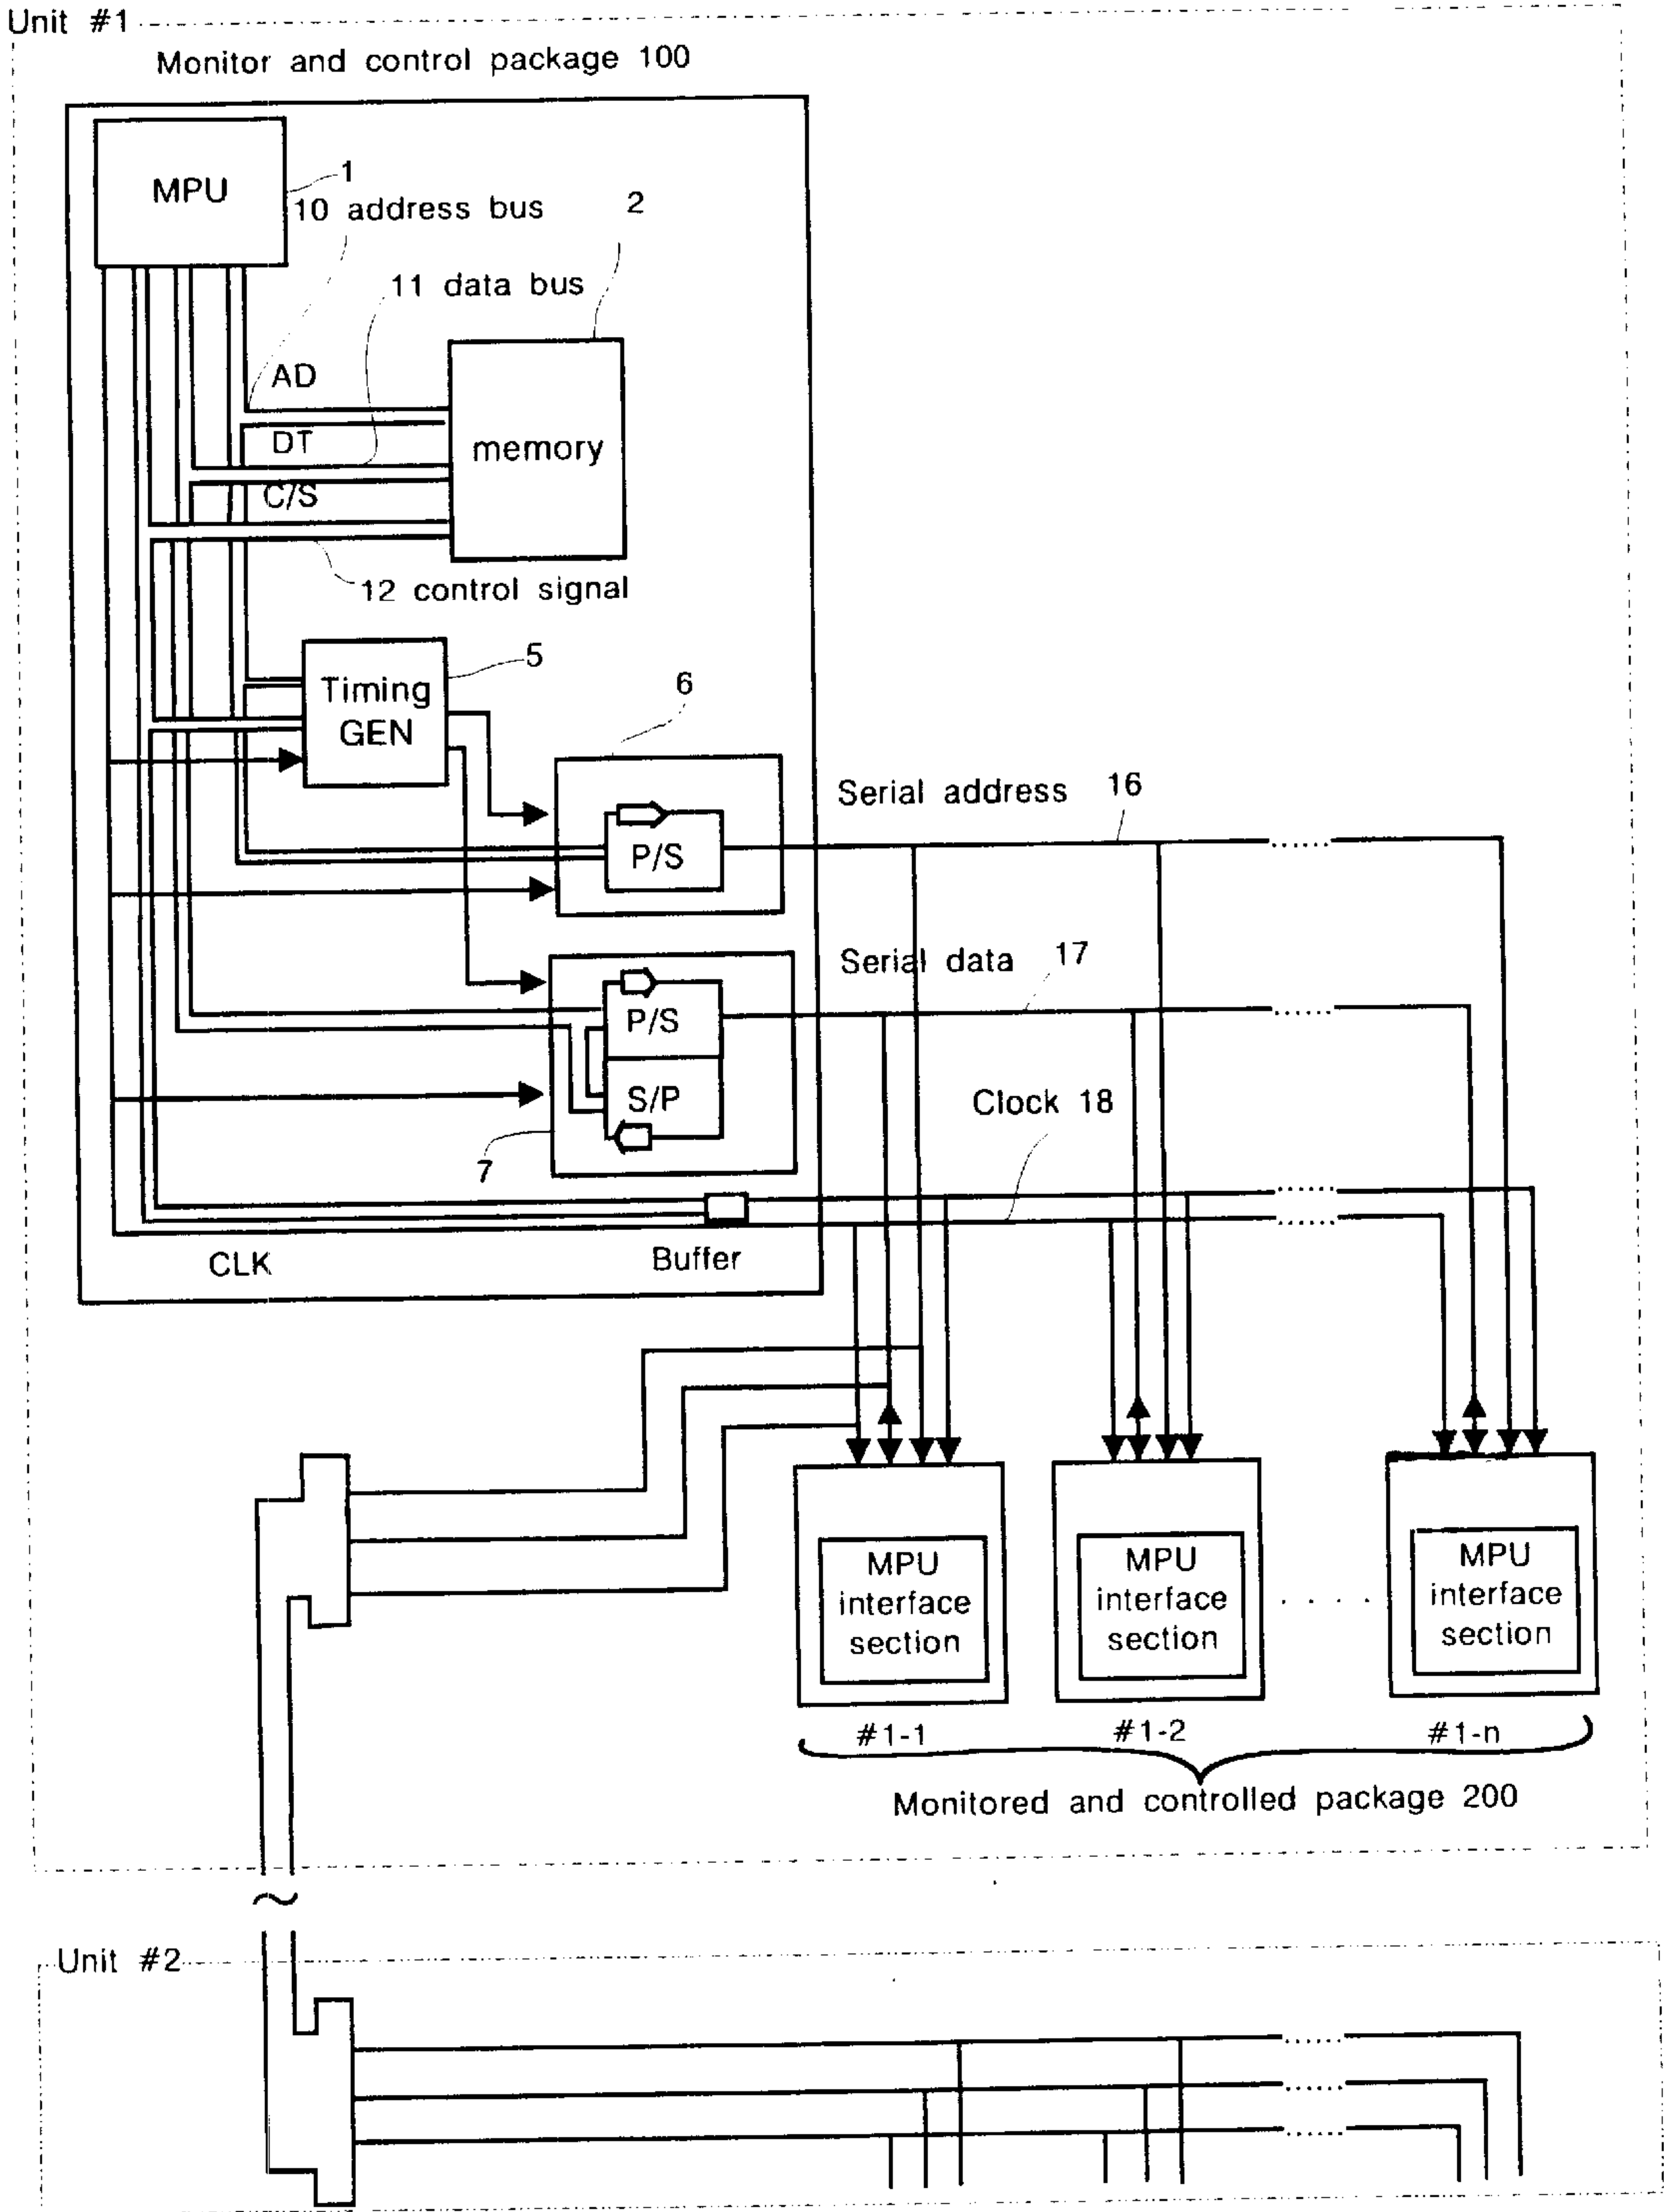 Unit #1
Monitor and control package 100
MPU
1
10 address bus
2
11 data bus
AD
DT
memory
C/S
12 control signal
5
Timing
GEN
6
Serial address 16
P/S
Serial data 17
P/S
S/P
Clock 18
7
CLK
Buffer
MPU
interface
section
MPU
interface
section
. . . . .
MPU
interface
section
#1-1
#1-2
#1-n
Monitored and controlled package 200
~
Unit #2